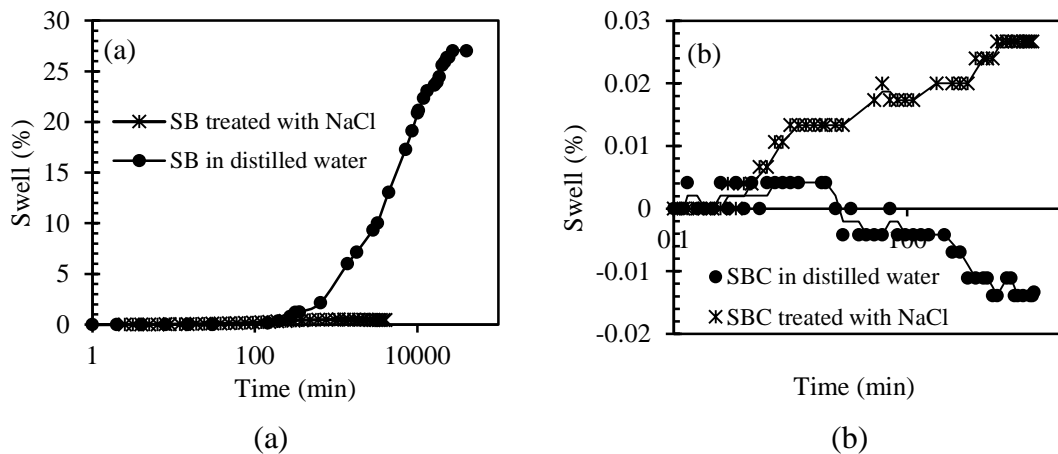 30
25
20
15
10
5
0
Swell (%)
(a)
SB treated with NaCl
SB in distilled water
1
100
10000
Time (min)
(a)
0.03
0.02
0.01
0
-0.01
-0.02
Swell (%)
(b)
0.1
100
SBC in distilled water
SBC treated with NaCl
Time (min)
(b)